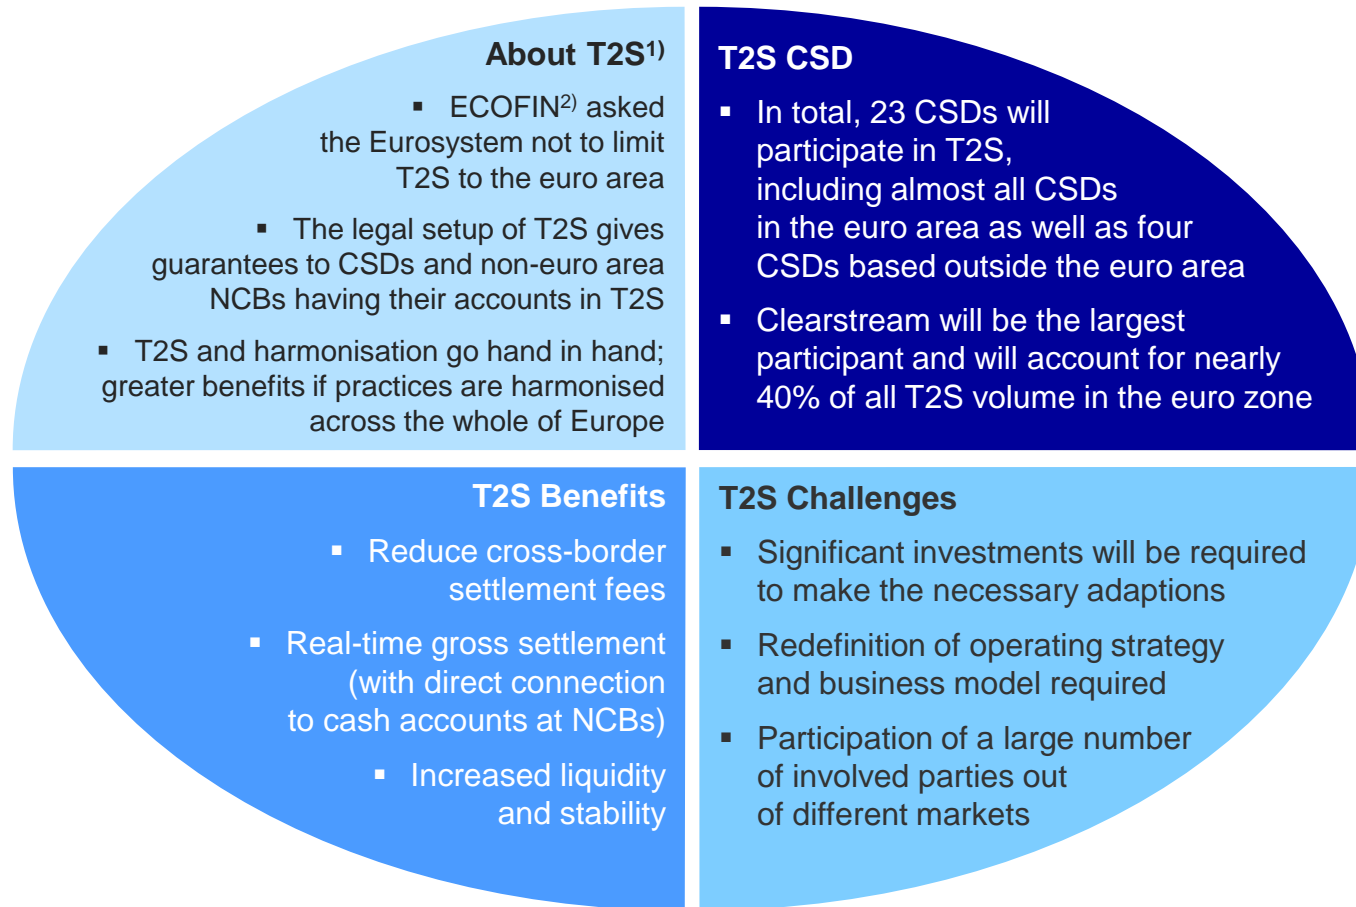 About T2S1)
▪ ECOFIN2) asked
the Eurosystem not to limit
T2S to the euro area
▪ The legal setup of T2S gives
guarantees to CSDs and non-euro area
NCBs having their accounts in T2S
▪ T2S and harmonisation go hand in hand;
greater benefits if practices are harmonised
across the whole of Europe
T2S CSD
▪ In total, 23 CSDs will
participate in T2S,
including almost all CSDs
in the euro area as well as four
CSDs based outside the euro area
▪ Clearstream will be the largest
participant and will account for nearly
40% of all T2S volume in the euro zone
T2S Benefits
▪ Reduce cross-border
settlement fees
▪ Real-time gross settlement
(with direct connection
to cash accounts at NCBs)
▪ Increased liquidity
and stability
T2S Challenges
▪ Significant investments will be required
to make the necessary adaptions
▪ Redefinition of operating strategy
and business model required
▪ Participation of a large number
of involved parties out
of different markets